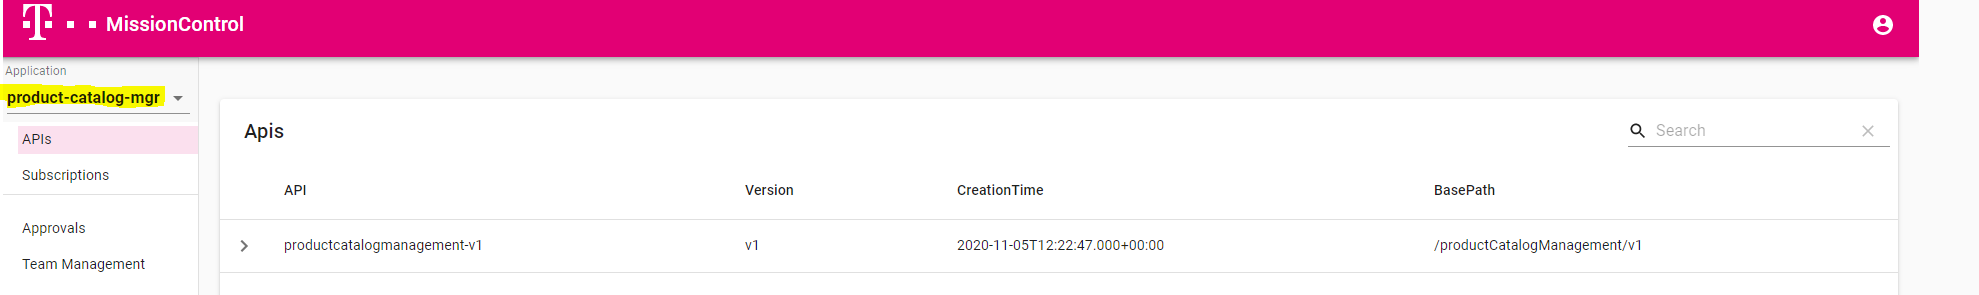 T MissionControl
Application
product-catalog-mgr
APIs
Subscriptions
Approvals
Team Management
Apis
Search
API Version CreationTime BasePath
productcatalogmanagement-v1 v1 2020-11-05T12:22:47.000+00:00 /productCatalogManagement/v1